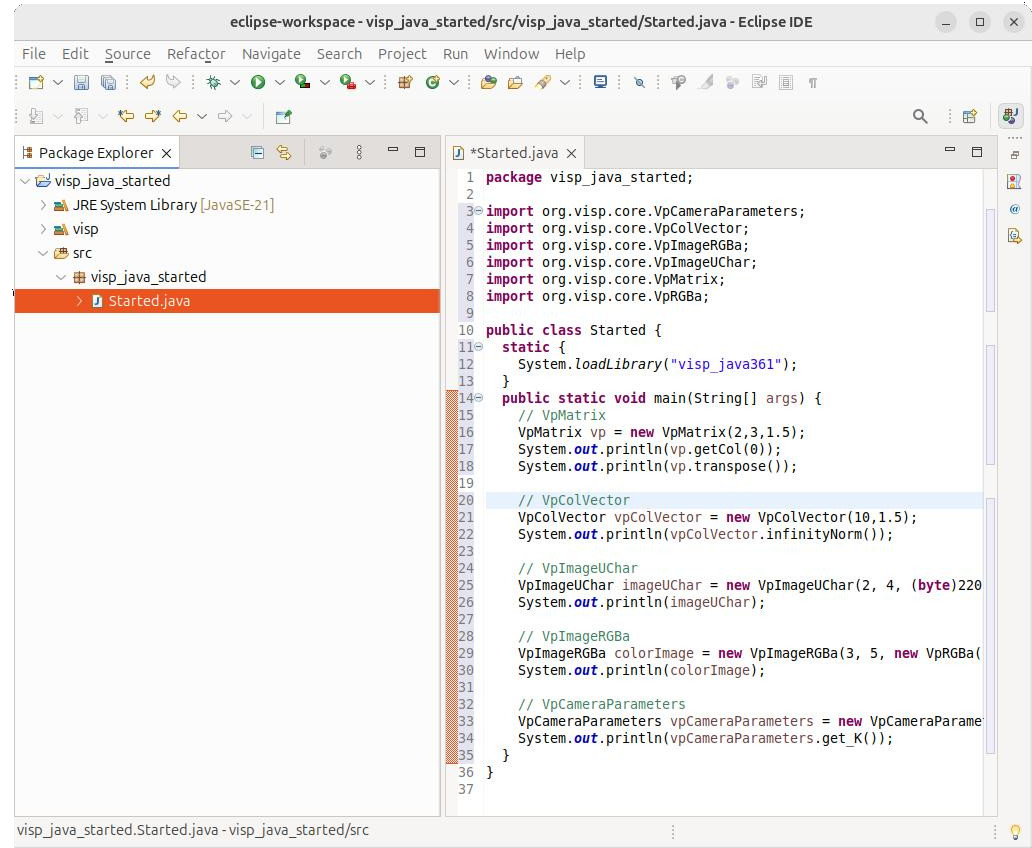 eclipse-workspace - visp_java_started/src/visp_java_started/Started.java - Eclipse IDE
File Edit Source Refactor Navigate Search Project Run Window Help
Package Explorer
visp_java_started
JRE System Library [JavaSE-21]
visp
src
visp_java_started
Started.java
*Started.java
1 package visp_java_started;
2
3 import org.visp.core.VpCameraParameters;
4 import org.visp.core.VpColVector;
5 import org.visp.core.VpImageRGBa;
6 import org.visp.core.VpImageUChar;
7 import org.visp.core.VpMatrix;
8 import org.visp.core.VpRGBa;
9
10 public class Started {
11   static {
12     System.loadLibrary("visp_java361");
13   }
14   public static void main(String[] args) {
15     // VpMatrix
16     VpMatrix vp = new VpMatrix(2,3,1.5);
17     System.out.println(vp.getCol(0));
18     System.out.println(vp.transpose());
19
20     // VpColVector
21     VpColVector vpColVector = new VpColVector(10,1.5);
22     System.out.println(vpColVector.infinityNorm());
23
24     // VpImageUChar
25     VpImageUChar imageUChar = new VpImageUChar(2, 4, (byte)220
26     System.out.println(imageUChar);
27
28     // VpImageRGBa
29     VpImageRGBa colorImage = new VpImageRGBa(3, 5, new VpRGBa(
30     System.out.println(colorImage);
31
32     // VpCameraParameters
33     VpCameraParameters vpCameraParameters = new VpCameraParame
34     System.out.println(vpCameraParameters.get_K());
35   }
36 }
37
visp_java_started.Started.java - visp_java_started/src